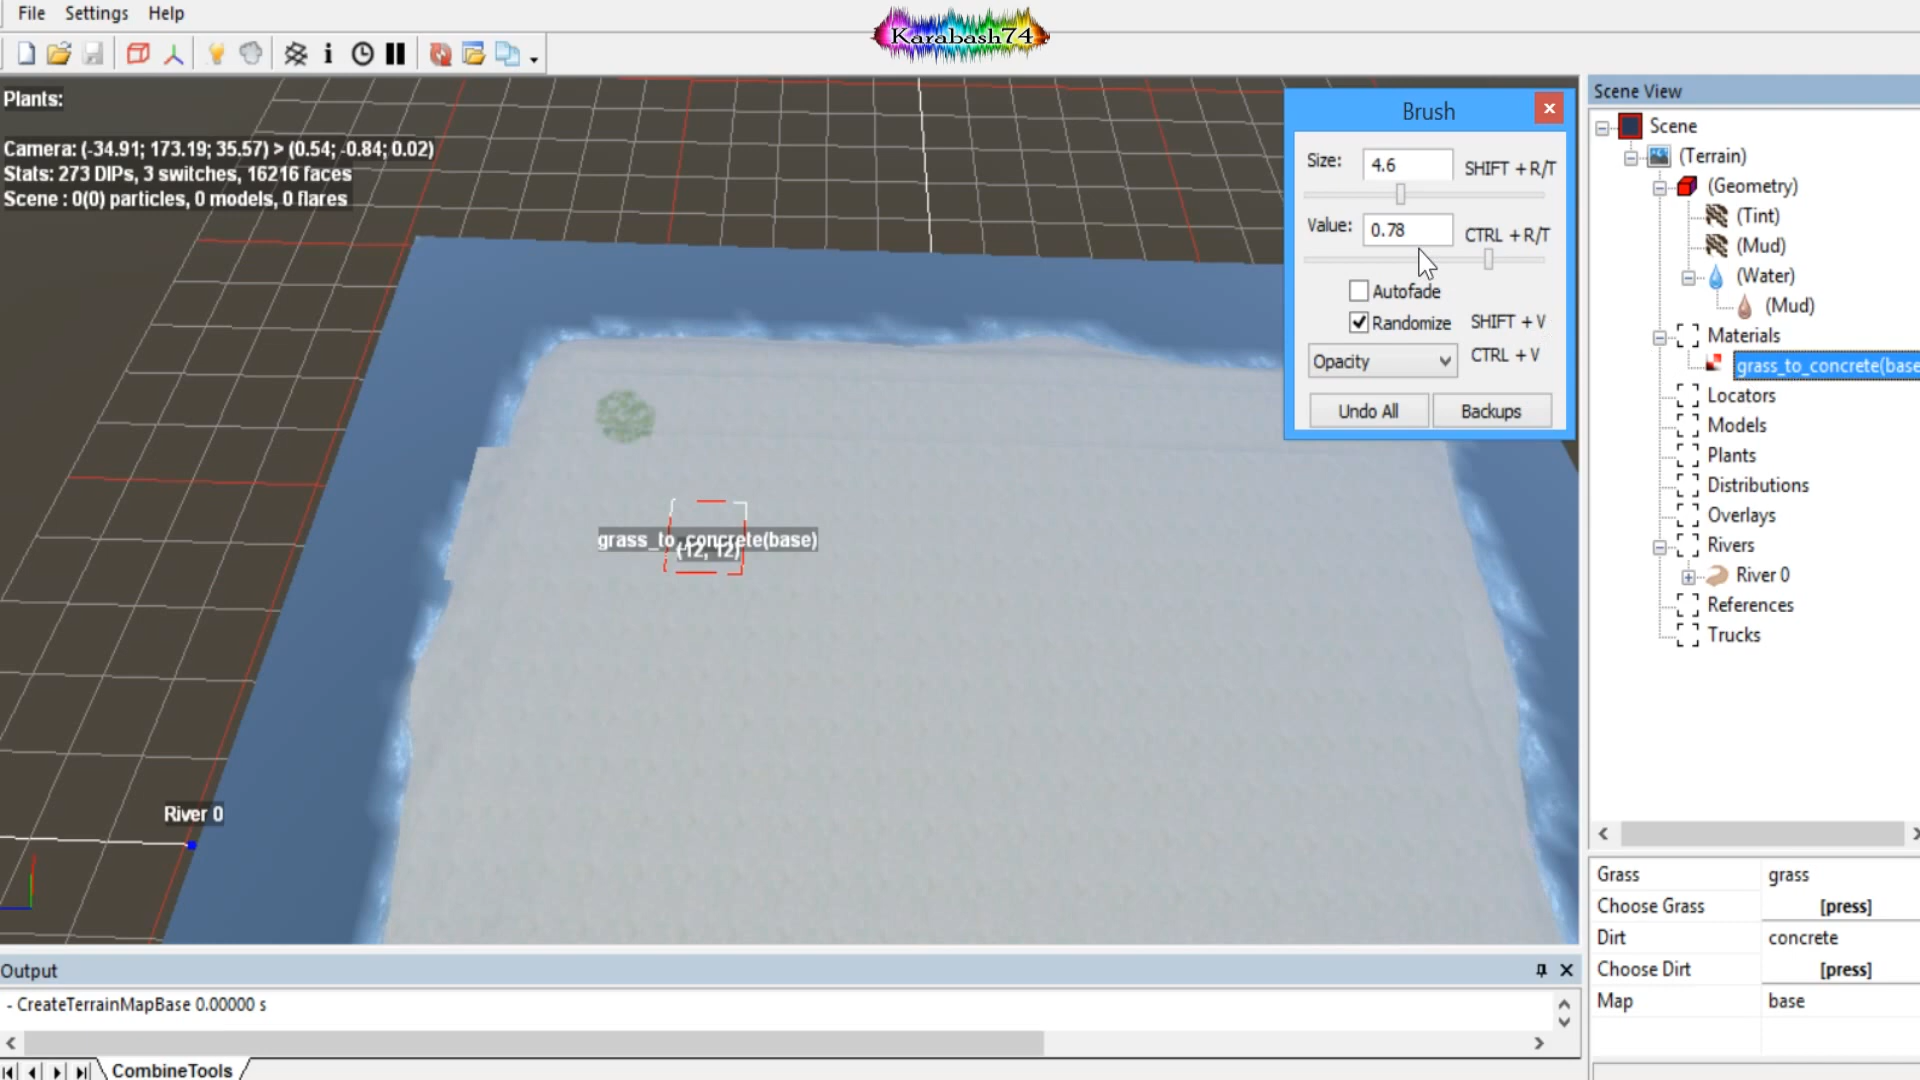 File Settings Help
Karabash74
Plants:
Camera: (-34.91; 173.19; 35.57) > (0.54; -0.84; 0.02)
Stats: 273 DIPs, 3 switches, 16216 faces
Scene : 0(0) particles, 0 models, 0 flares
grass_to_concrete(base)
(12, 12)
River 0
Brush
Size: 4.6 SHIFT + R/T
Value: 0.78 CTRL + R/T
Autofade
Randomize SHIFT + V
Opacity CTRL + V
Undo All Backups
Scene View
Scene
(Terrain)
(Geometry)
(Tint)
(Mud)
(Water)
(Mud)
Materials
grass_to_concrete(base
Locators
Models
Plants
Distributions
Overlays
Rivers
River 0
References
Trucks
Grass grass
Choose Grass [press]
Dirt concrete
Choose Dirt [press]
Map base
Output
- CreateTerrainMapBase 0.00000 s
CombineTools